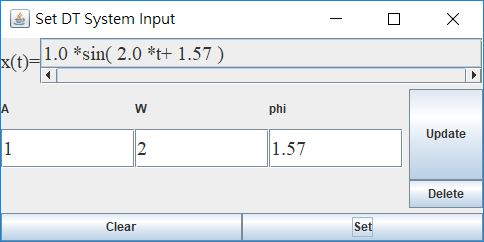 Set DT System Input
x(t)= 1.0 *sin( 2.0 *t+ 1.57 )
A W phi
1 2 1.57
Update
Delete
Clear Set